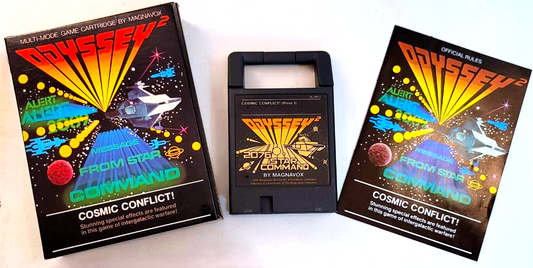 MULTI-MODE GAME CARTRIDGE BY MAGNAVOX
ODYSSEY²
ALERT
ALERT
MESSAGE
FROM STAR
COMMAND
COSMIC CONFLICT!
Stunning special effects are featured
in this game of intergalactic warfare!
COSMIC CONFLICT! (Press 1)
ODYSSEY²
STAR
COMMAND
BY MAGNAVOX
OFFICIAL RULES
ODYSSEY²
ALERT
ALERT
MESSAGE
FROM STAR
COMMAND
COSMIC CONFLICT!
Stunning special effects are featured
in this game of intergalactic warfare!